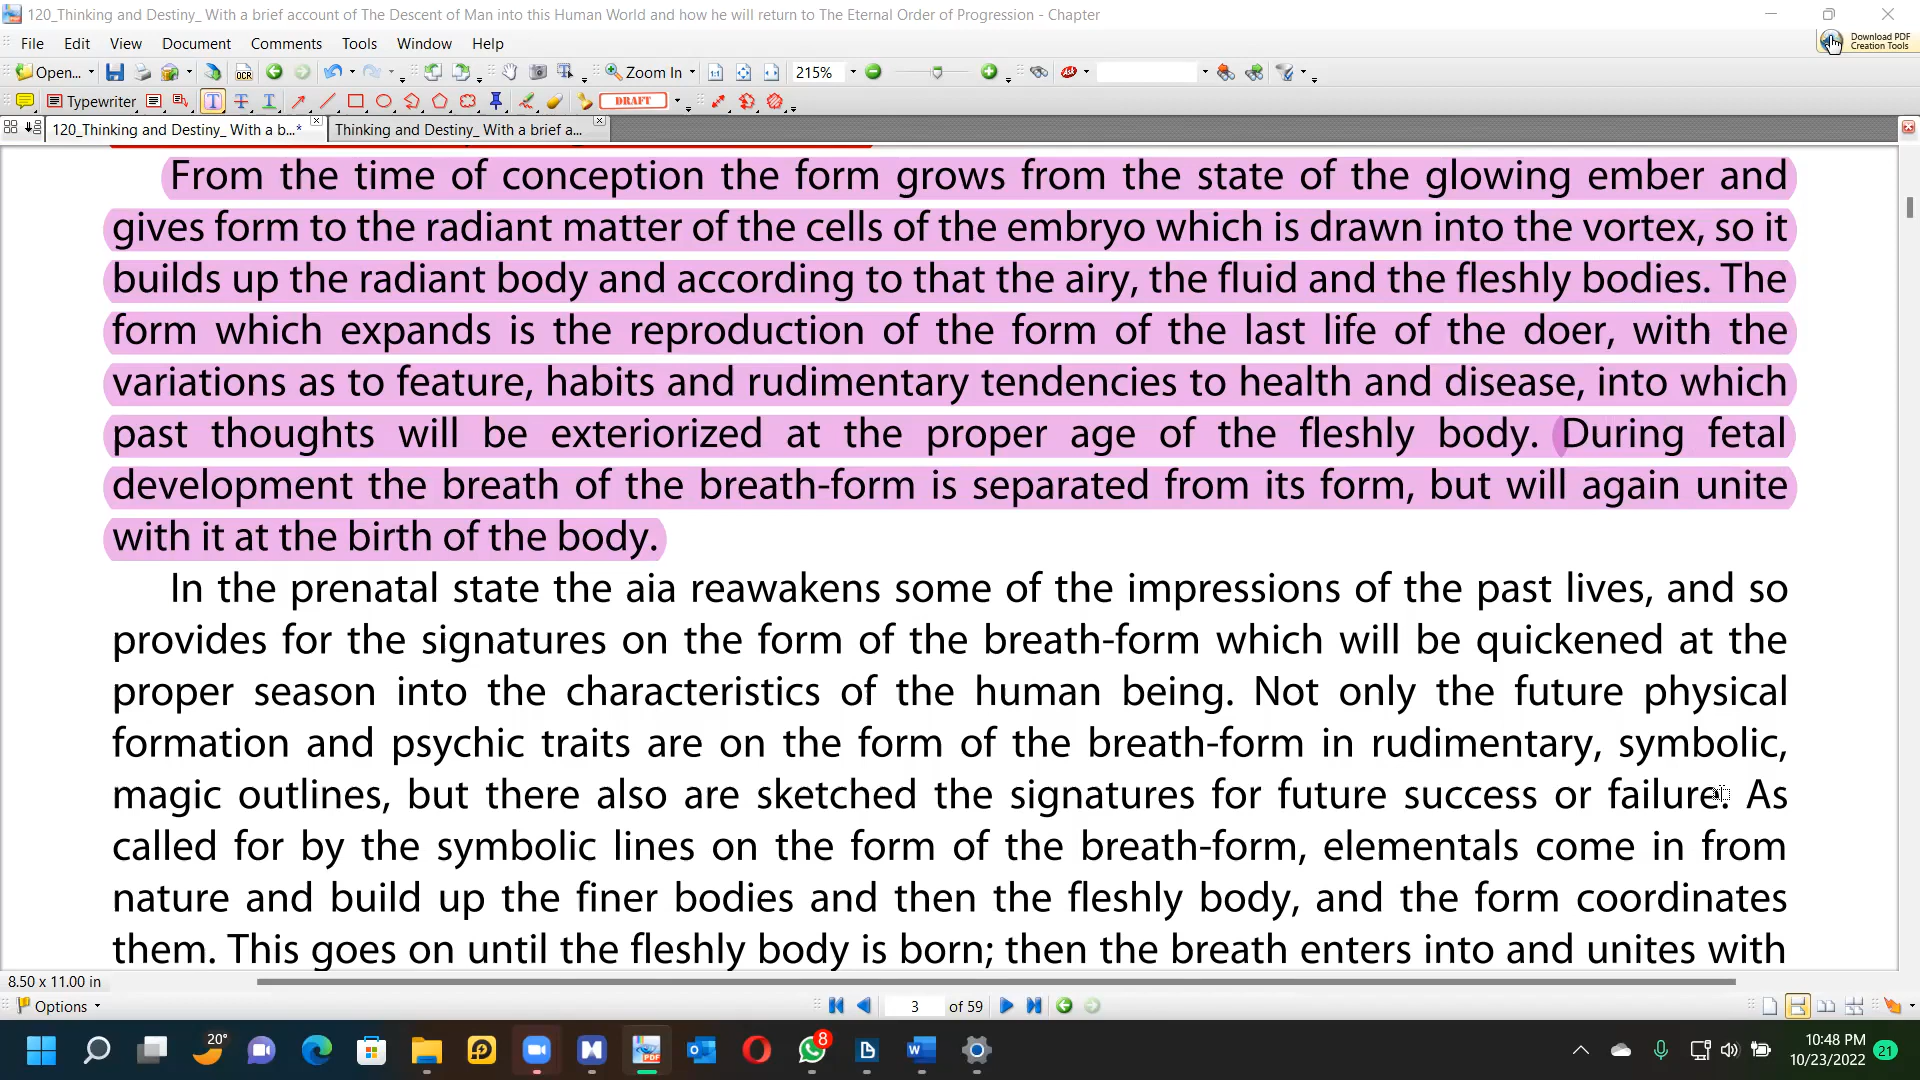 120_Thinking and Destiny_ With a brief account of The Descent of Man into this Human World and how he will return to The Eternal Order of Progression - Chapter
File Edit View Document Comments Tools Window Help
Download PDF
Creation Tools
Open... OCR Zoom In 215%
Typewriter DRAFT
120_Thinking and Destiny_ With a b...* Thinking and Destiny_ With a brief a...
From the time of conception the form grows from the state of the glowing ember and
gives form to the radiant matter of the cells of the embryo which is drawn into the vortex, so it
builds up the radiant body and according to that the airy, the fluid and the fleshly bodies. The
form which expands is the reproduction of the form of the last life of the doer, with the
variations as to feature, habits and rudimentary tendencies to health and disease, into which
past thoughts will be exteriorized at the proper age of the fleshly body. During fetal
development the breath of the breath-form is separated from its form, but will again unite
with it at the birth of the body.
In the prenatal state the aia reawakens some of the impressions of the past lives, and so
provides for the signatures on the form of the breath-form which will be quickened at the
proper season into the characteristics of the human being. Not only the future physical
formation and psychic traits are on the form of the breath-form in rudimentary, symbolic,
magic outlines, but there also are sketched the signatures for future success or failure. As
called for by the symbolic lines on the form of the breath-form, elementals come in from
nature and build up the finer bodies and then the fleshly body, and the form coordinates
them. This goes on until the fleshly body is born; then the breath enters into and unites with
8.50 x 11.00 in
Options 3 of 59
20° 8 10:48 PM
10/23/2022 21